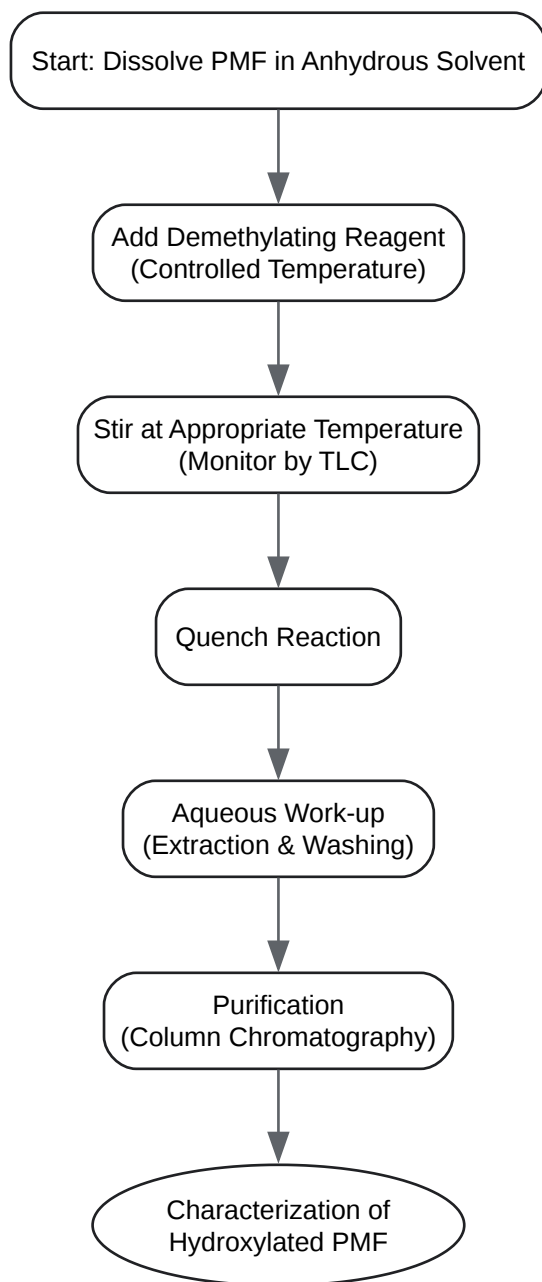 Start: Dissolve PMF in Anhydrous Solvent
Add Demethylating Reagent
(Controlled Temperature)
Stir at Appropriate Temperature
(Monitor by TLC)
Quench Reaction
Aqueous Work-up
(Extraction & Washing)
Purification
(Column Chromatography)
Characterization of
Hydroxylated PMF